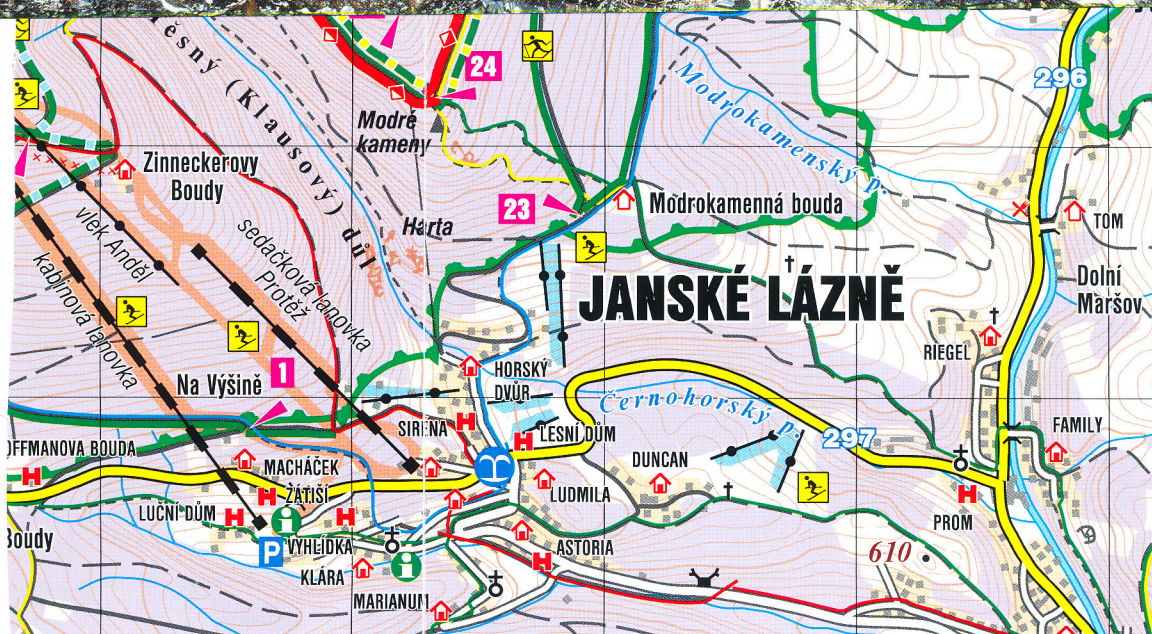 24
296
Modré
kameny
ěsný (Klausový) důl
Modrokamenský p.
Zinneckerovy
Boudy
23
Modrokamenná bouda
TOM
Harta
vlek Anděl
sedačková lanovka
Protěž
kabinová lanovka
JANSKÉ LÁZNĚ
Dolní
Maršov
RIEGEL
HORSKÝ
DVŮR
1
Na Výšině
Černohorský p.
297
SIRÉNA
LESNÍ DŮM
FAMILY
OFFMANOVA BOUDA
MACHÁČEK
DUNCAN
ZÁTIŠÍ
LUDMILA
LUČNÍ DŮM
PROM
Boudy
P
VYHLÍDKA
ASTORIA
610
KLÁRA
MARIANUM